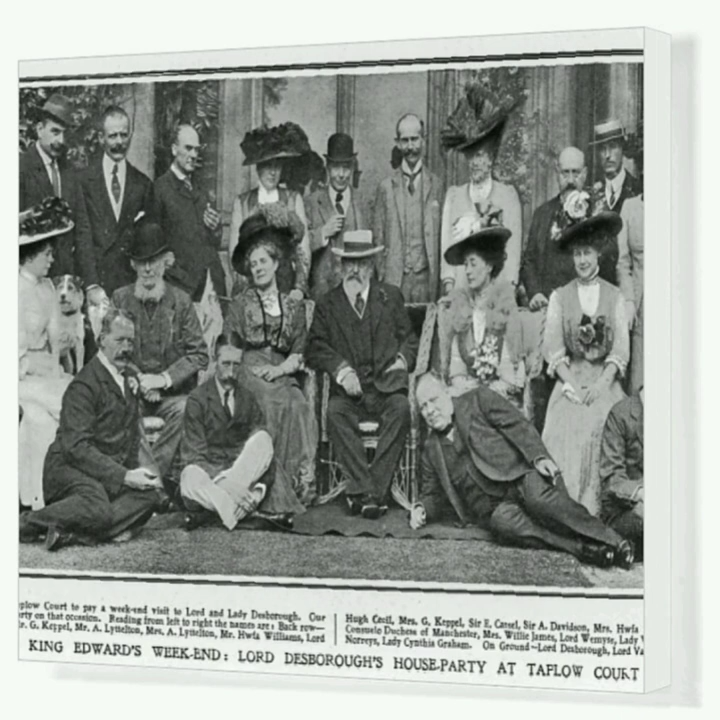 plow Court to pay a week-end visit to Lord and Lady Desborough. Our
rty on that occasion. Reading from left to right the names are: Back row—
r. G. Keppel, Mr. A. Lyttelton, Mrs. A. Lyttelton, Mr. Hwfa Williams, Lord
Hugh Cecil, Mrs. G. Keppel, Sir E. Cassel, Sir A. Davidson, Mrs. Hwfa
Consuelo Duchess of Manchester, Mrs. Willie James, Lord Wemyss, Lady
Norreys, Lady Cynthia Graham. On Ground—Lord Desborough, Lord Va
KING EDWARD'S WEEK-END: LORD DESBOROUGH'S HOUSE-PARTY AT TAPLOW COURT